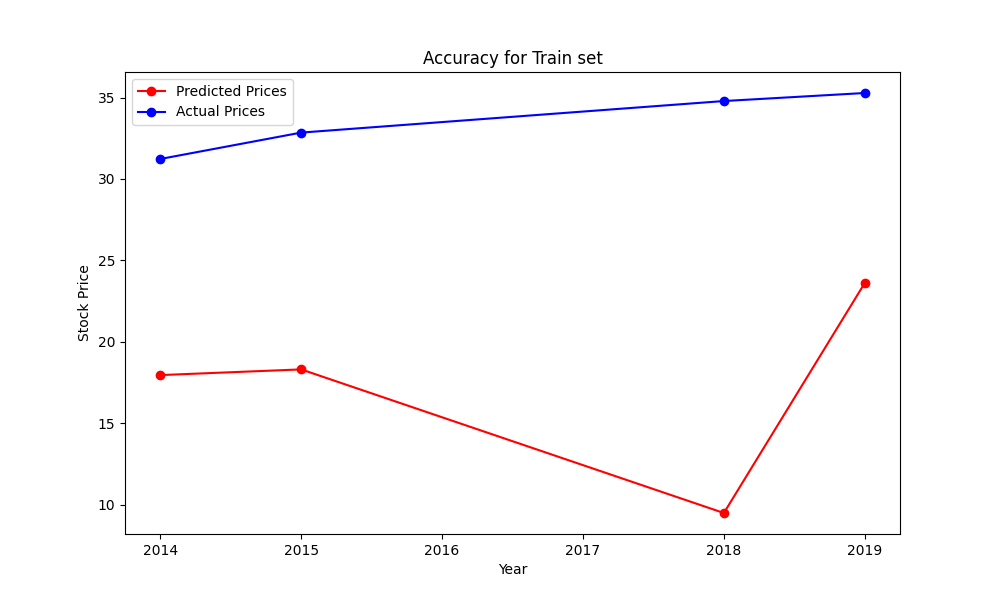 Accuracy for Train set
Predicted Prices
Actual Prices
35
30
25
20
15
10
Stock Price
2014 2015 2016 2017 2018 2019
Year